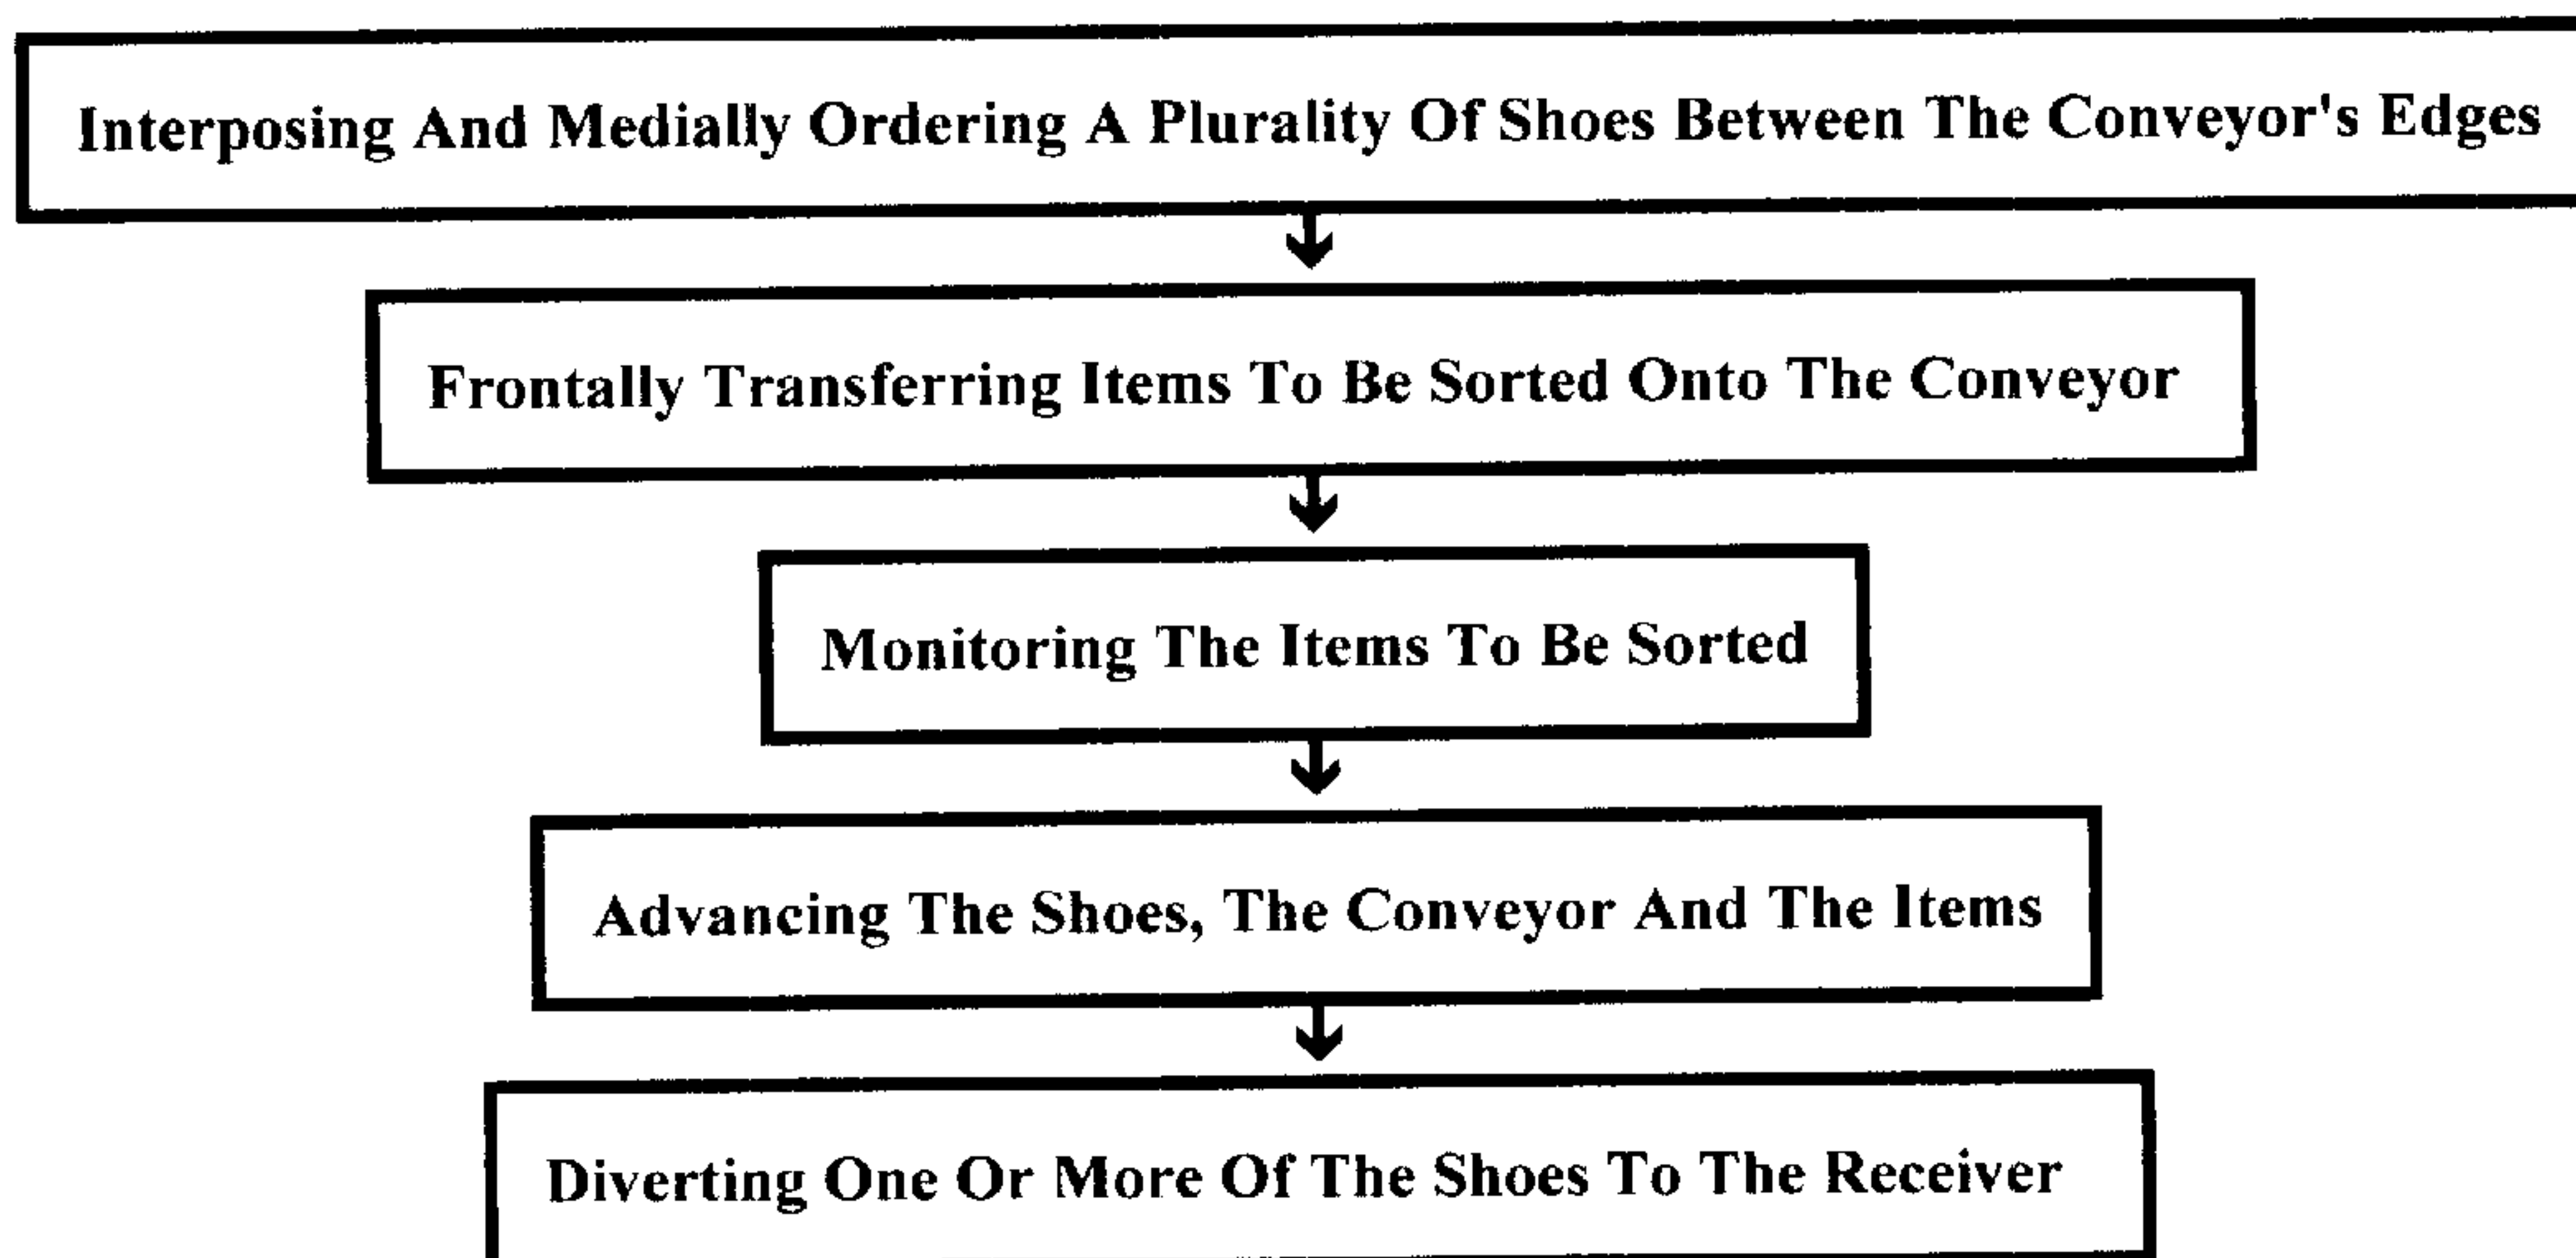 Interposing And Medially Ordering A Plurality Of Shoes Between The Conveyor's Edges
Frontally Transferring Items To Be Sorted Onto The Conveyor
Monitoring The Items To Be Sorted
Advancing The Shoes, The Conveyor And The Items
Diverting One Or More Of The Shoes To The Receiver